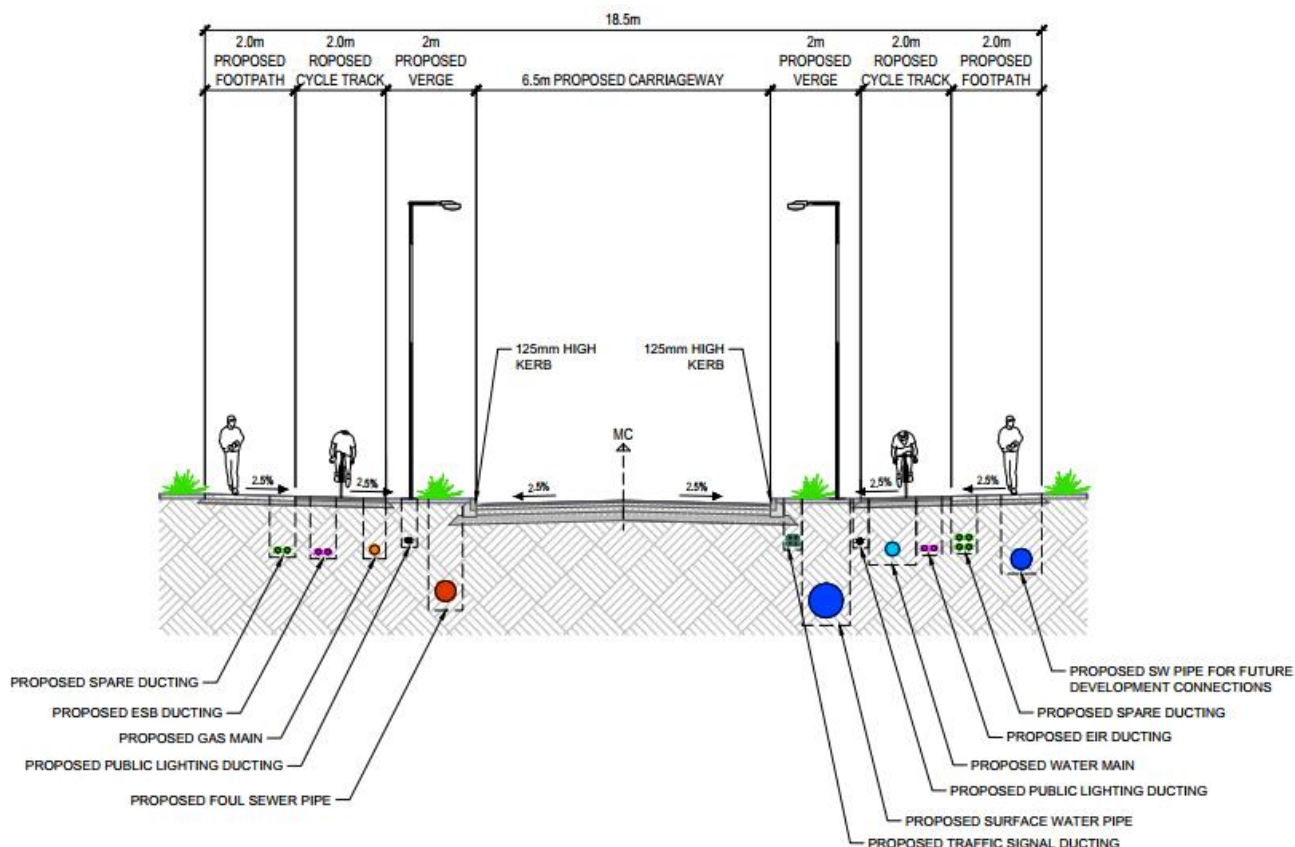 18.5m
2.0m
PROPOSED
FOOTPATH
2.0m
ROPOSED
CYCLE TRACK
2m
PROPOSED
VERGE
6.5m PROPOSED CARRIAGEWAY
2m
PROPOSED
VERGE
2.0m
ROPOSED
CYCLE TRACK
2.0m
PROPOSED
FOOTPATH
125mm HIGH
KERB
125mm HIGH
KERB
MC
2.5%
2.5%
2.5%
2.5%
2.5%
2.5%
PROPOSED SPARE DUCTING
PROPOSED ESB DUCTING
PROPOSED GAS MAIN
PROPOSED PUBLIC LIGHTING DUCTING
PROPOSED FOUL SEWER PIPE
PROPOSED SW PIPE FOR FUTURE
DEVELOPMENT CONNECTIONS
PROPOSED SPARE DUCTING
PROPOSED EIR DUCTING
PROPOSED WATER MAIN
PROPOSED PUBLIC LIGHTING DUCTING
PROPOSED SURFACE WATER PIPE
PROPOSED TRAFFIC SIGNAL DUCTING